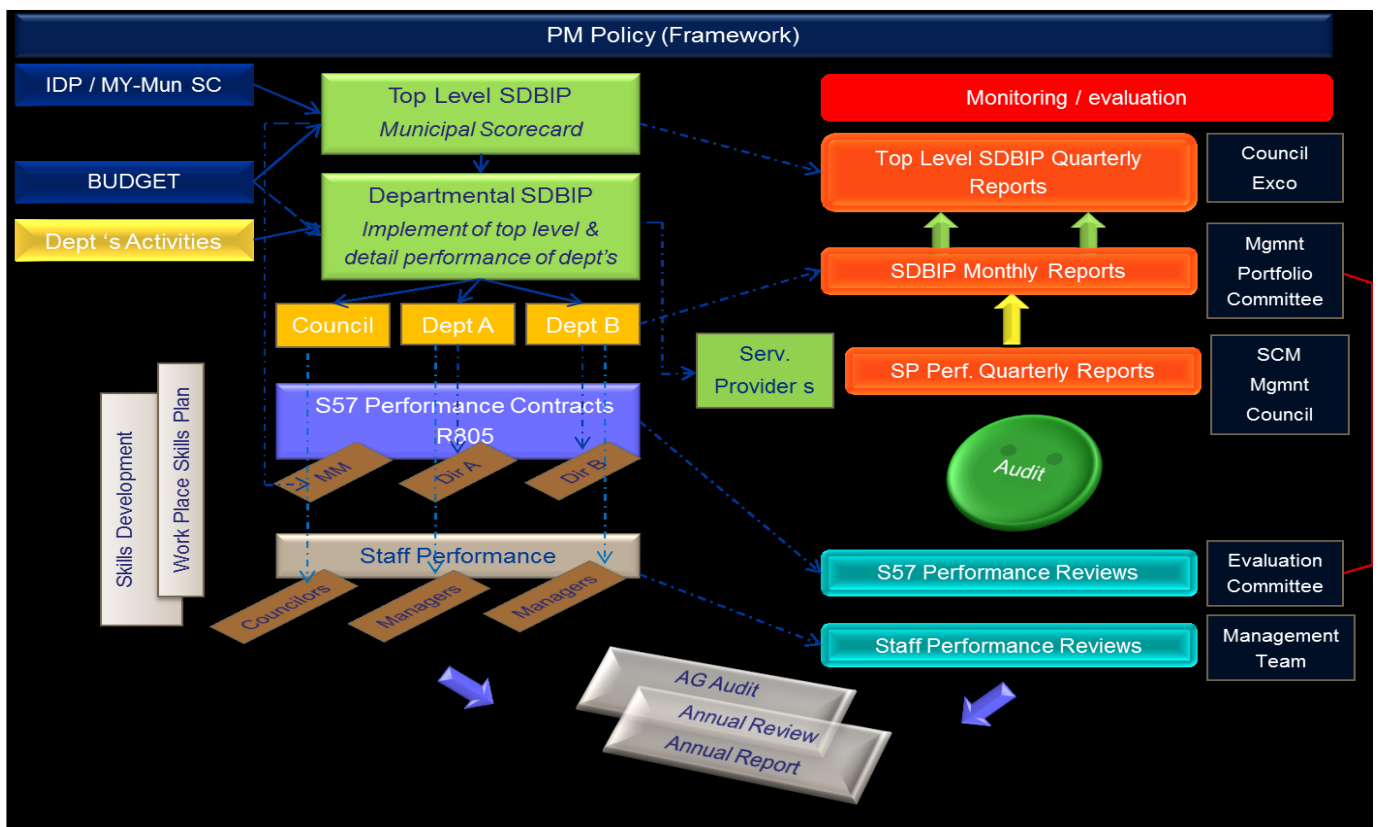 PM Policy (Framework)
IDP / MY-Mun SC
BUDGET
Dept ‘s Activities
Top Level SDBIP
Municipal Scorecard
Departmental SDBIP
Implement of top level &
detail performance of dept’s
Council
Dept A
Dept B
Serv.
Provider s
S57 Performance Contracts
R805
MM
Dir A
Dir B
Staff Performance
Councilors
Managers
Managers
Skills Development
Work Place Skills Plan
Monitoring / evaluation
Top Level SDBIP Quarterly
Reports
Council
Exco
SDBIP Monthly Reports
Mgmnt
Portfolio
Committee
SP Perf. Quarterly Reports
SCM
Mgmnt
Council
Audit
S57 Performance Reviews
Evaluation
Committee
Staff Performance Reviews
Management
Team
AG Audit
Annual Review
Annual Report